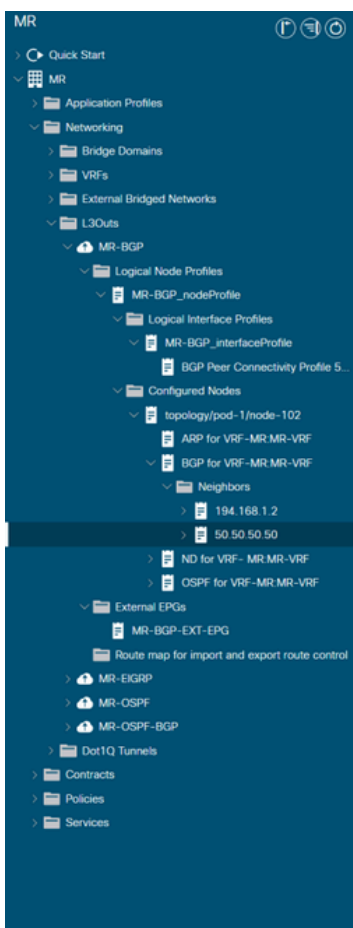 MR
Quick Start
MR
Application Profiles
Networking
Bridge Domains
VRFs
External Bridged Networks
L3Outs
MR-BGP
Logical Node Profiles
MR-BGP_nodeProfile
Logical Interface Profiles
MR-BGP_interfaceProfile
BGP Peer Connectivity Profile 5...
Configured Nodes
topology/pod-1/node-102
ARP for VRF-MR:MR-VRF
BGP for VRF-MR:MR-VRF
Neighbors
194.168.1.2
50.50.50.50
ND for VRF- MR:MR-VRF
OSPF for VRF-MR:MR-VRF
External EPGs
MR-BGP-EXT-EPG
Route map for import and export route control
MR-EIGRP
MR-OSPF
MR-OSPF-BGP
Dot1Q Tunnels
Contracts
Policies
Services